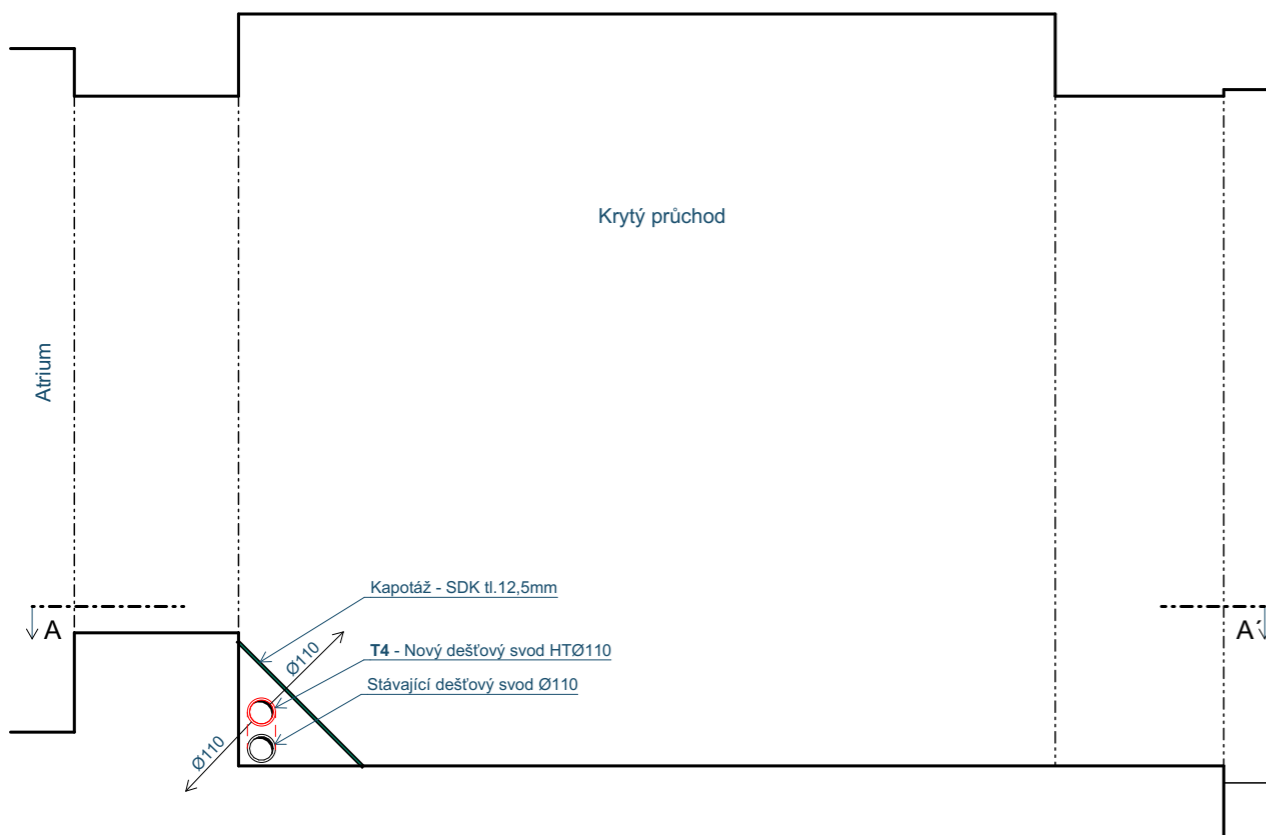 Krytý průchod
Atrium
Kapotáž - SDK tl.12,5mm
A
A´
Ø110
T4 - Nový dešťový svod HTØ110
Stávající dešťový svod Ø110
Ø110